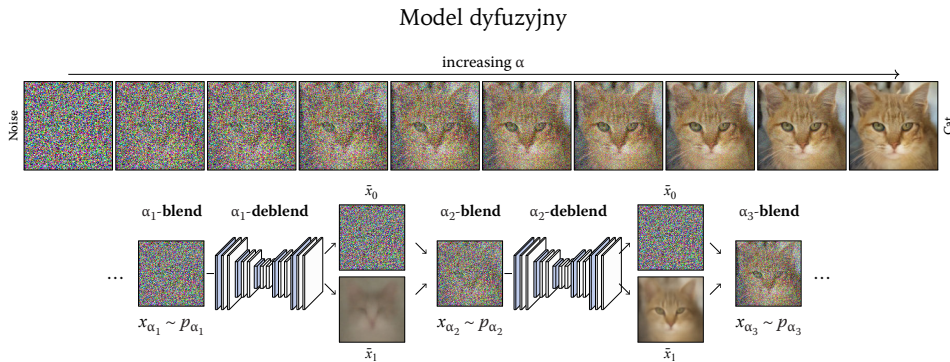 Model dyfuzyjny
increasing α
Noise
Cat
x̄₀ x̄₀
α₁-blend α₁-deblend α₂-blend α₂-deblend α₃-blend
... ...
x_α₁ ~ p_α₁ x_α₂ ~ p_α₂ x_α₃ ~ p_α₃
x̄₁ x̄₁